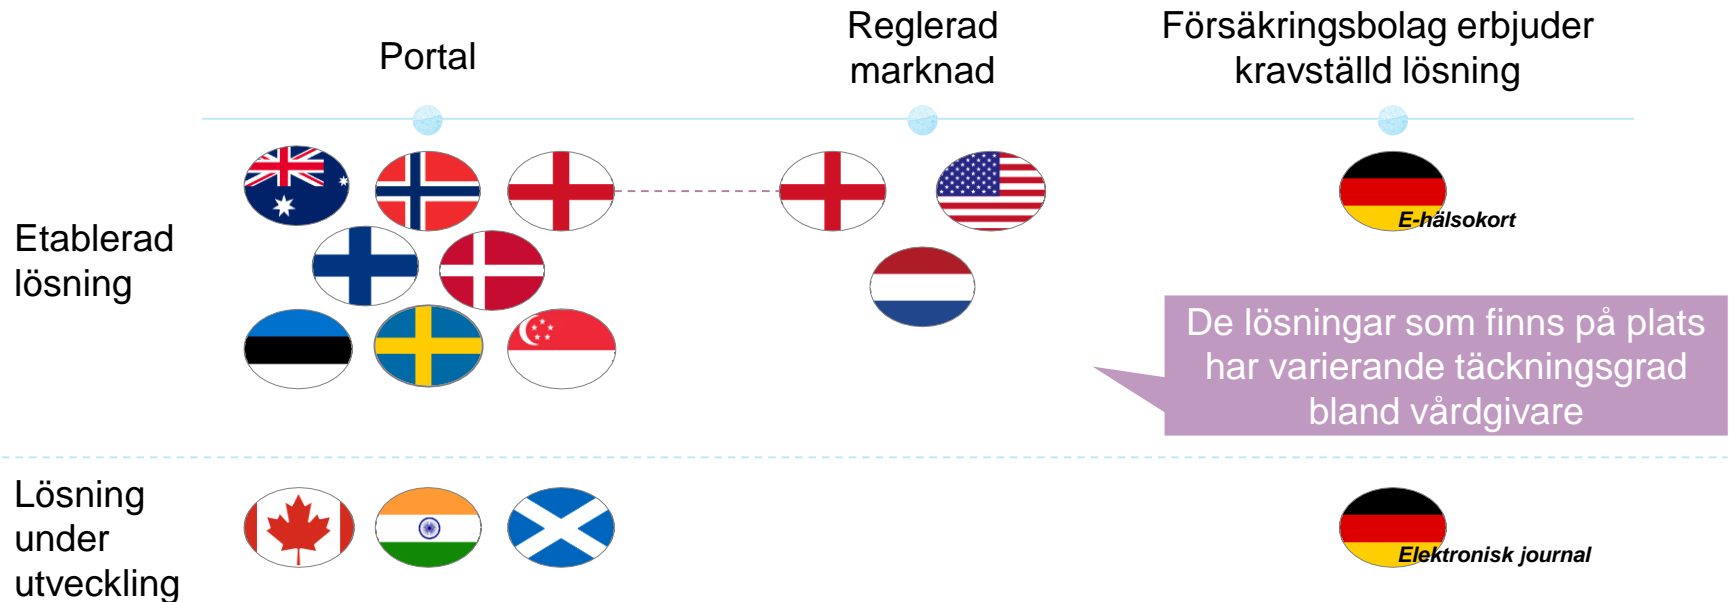 Portal
Reglerad
marknad
Försäkringsbolag erbjuder
kravställd lösning
Etablerad
lösning
E-hälsokort
De lösningar som finns på plats
har varierande täckningsgrad
bland vårdgivare
Lösning
under
utveckling
Elektronisk journal